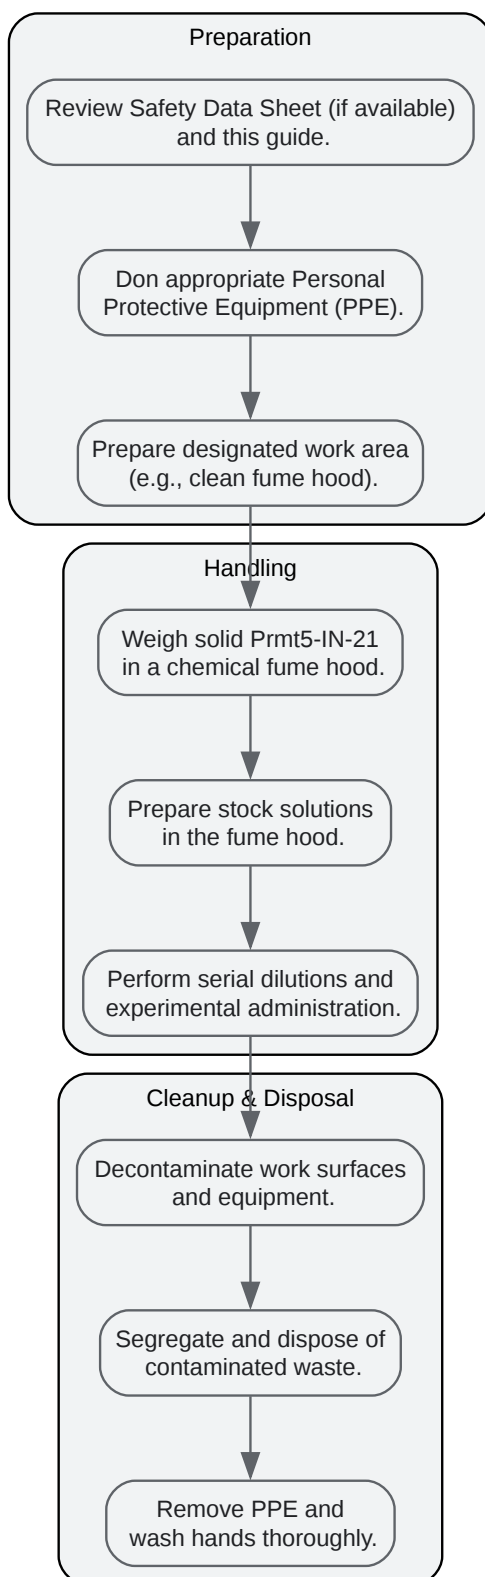 Preparation
Review Safety Data Sheet (if available)
and this guide.
Don appropriate Personal
Protective Equipment (PPE).
Prepare designated work area
(e.g., clean fume hood).
Handling
Weigh solid Prmt5-IN-21
in a chemical fume hood.
Prepare stock solutions
in the fume hood.
Perform serial dilutions and
experimental administration.
Cleanup & Disposal
Decontaminate work surfaces
and equipment.
Segregate and dispose of
contaminated waste.
Remove PPE and
wash hands thoroughly.